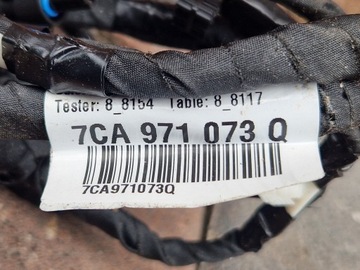 Tester: 8_8154 Table: 8_8117
7CA 971 073 Q
7CA971073Q